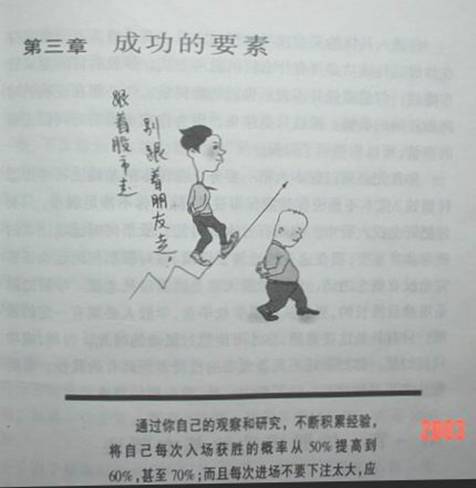 第三章 成功的要素
跟着股市走
别跟着朋友走。
通过你自己的观察和研究，不断积累经验，
将自己每次入场获胜的概率从 50% 提高到
60%，甚至 70%；而且每次进场不要下注太大，应
2003